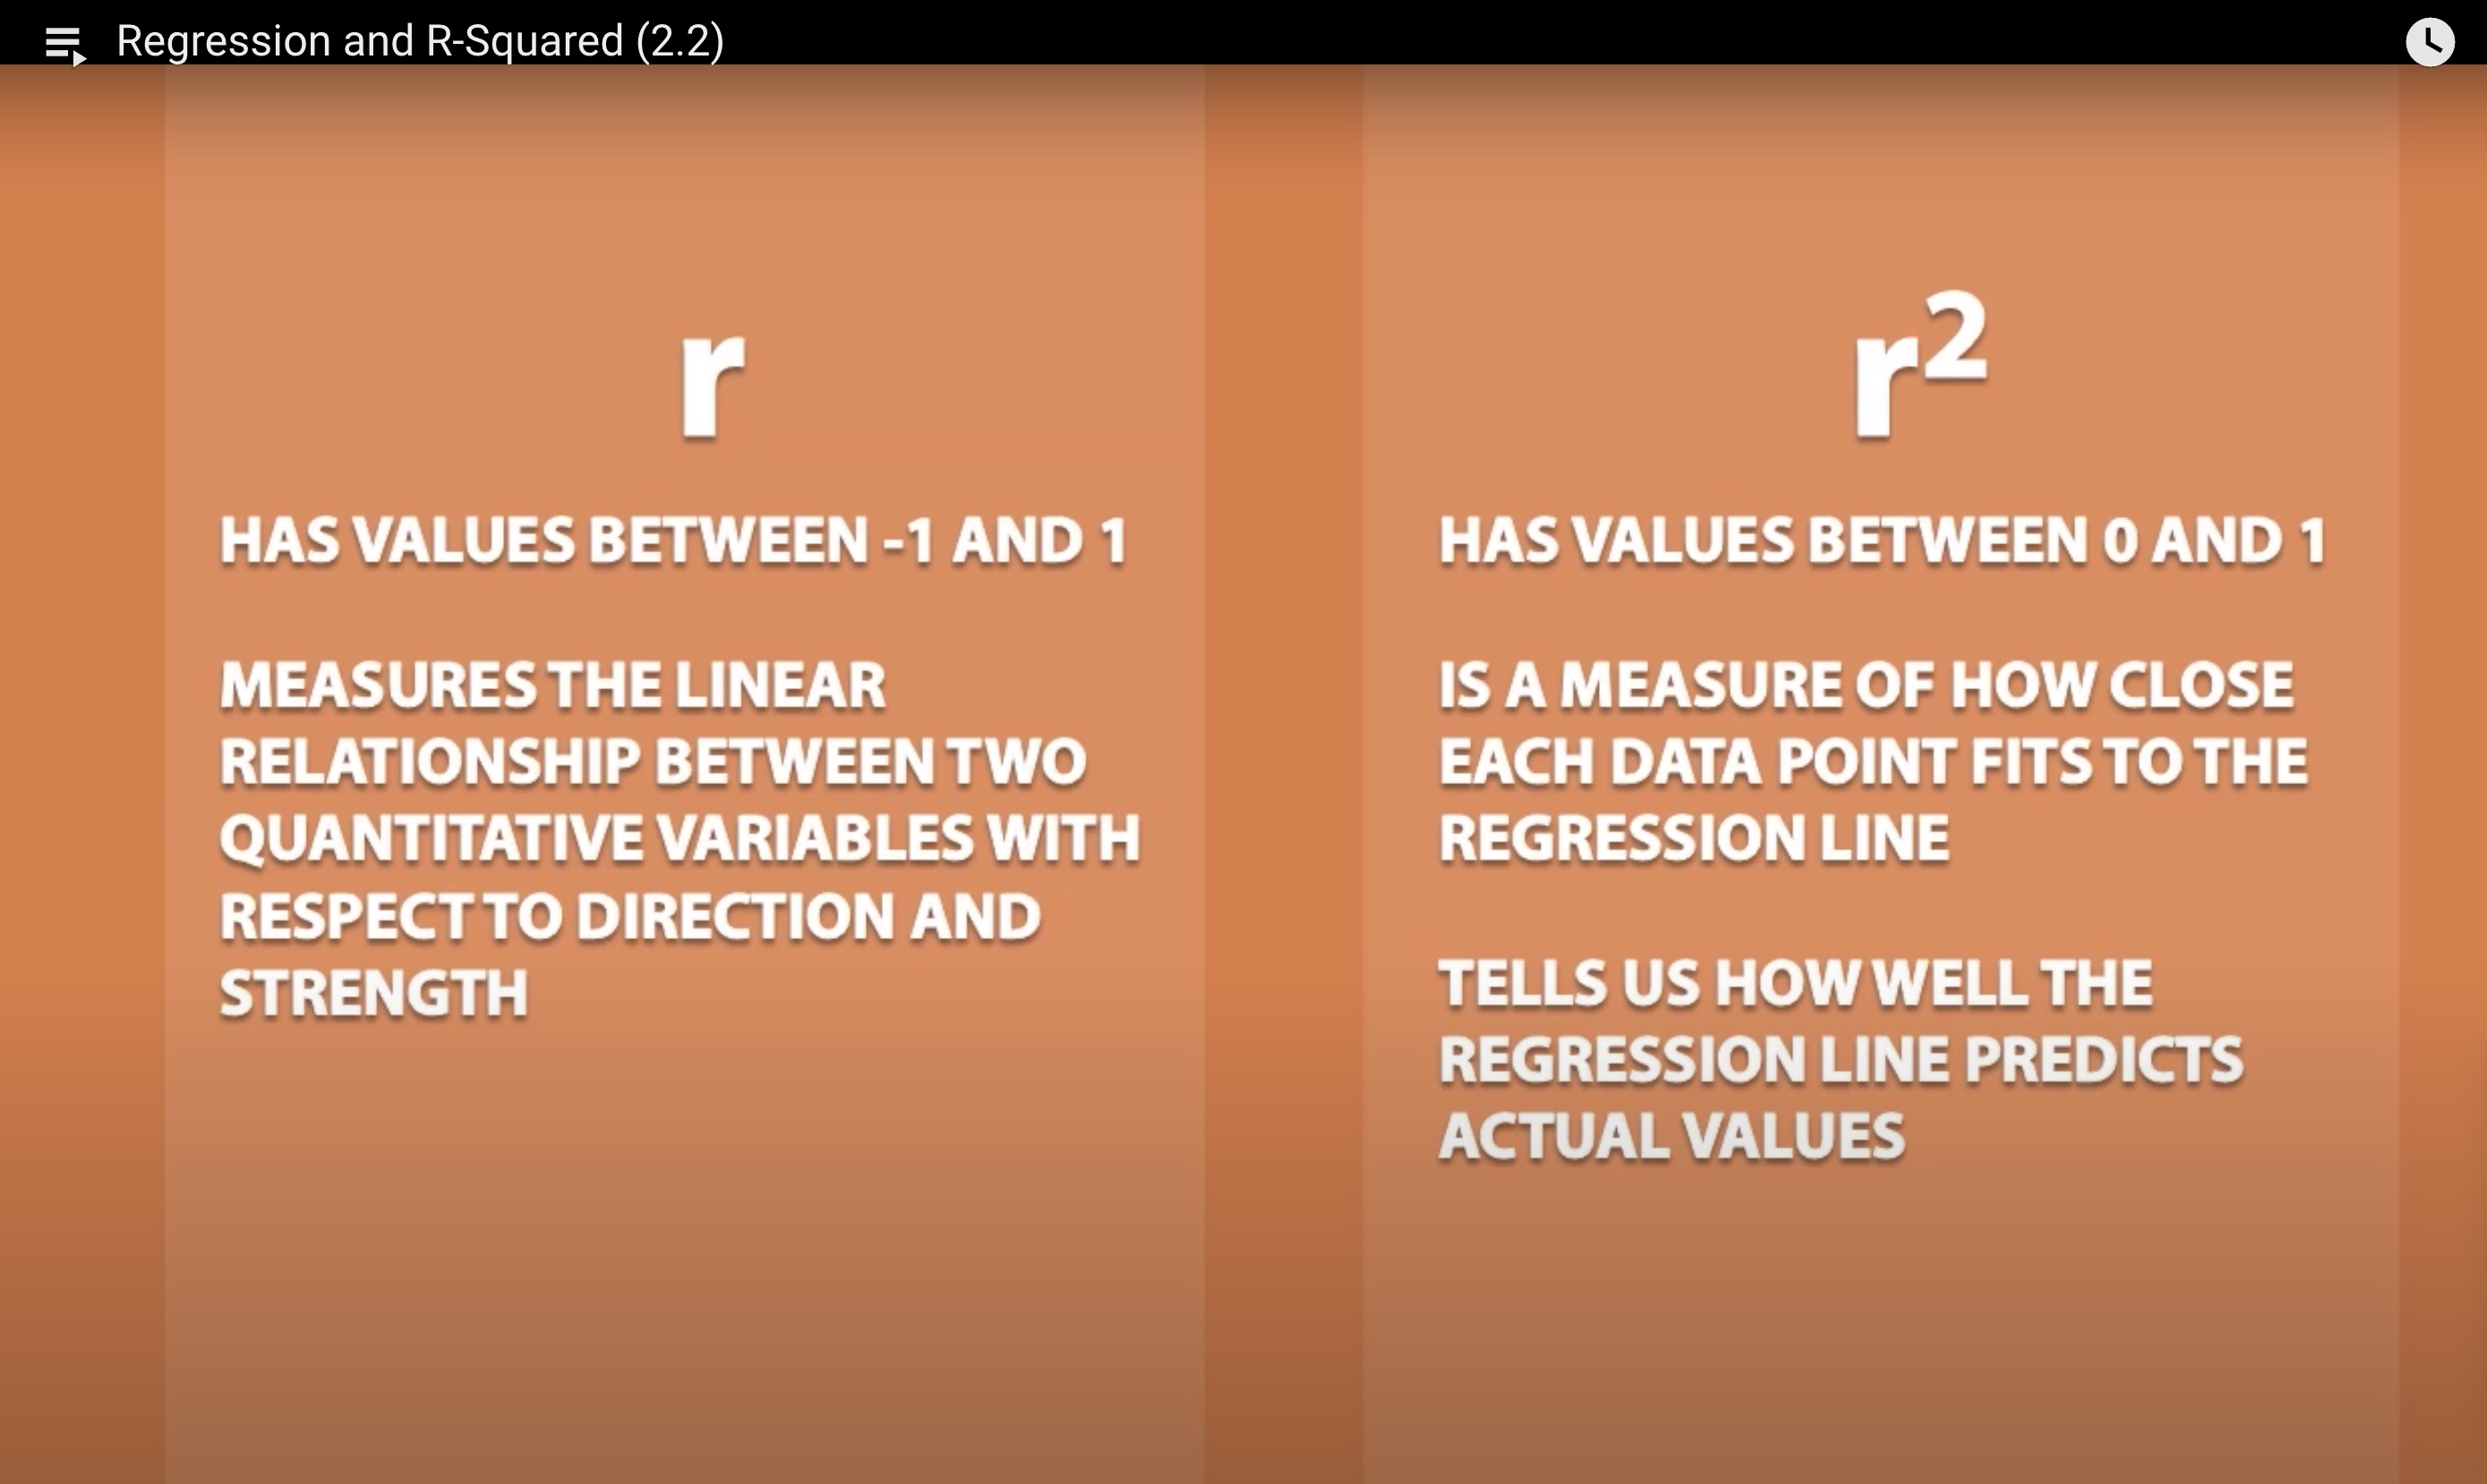 Regression and R-Squared (2.2)
r
HAS VALUES BETWEEN -1 AND 1
MEASURES THE LINEAR
RELATIONSHIP BETWEEN TWO
QUANTITATIVE VARIABLES WITH
RESPECT TO DIRECTION AND
STRENGTH
r²
HAS VALUES BETWEEN 0 AND 1
IS A MEASURE OF HOW CLOSE
EACH DATA POINT FITS TO THE
REGRESSION LINE
TELLS US HOW WELL THE
REGRESSION LINE PREDICTS
ACTUAL VALUES